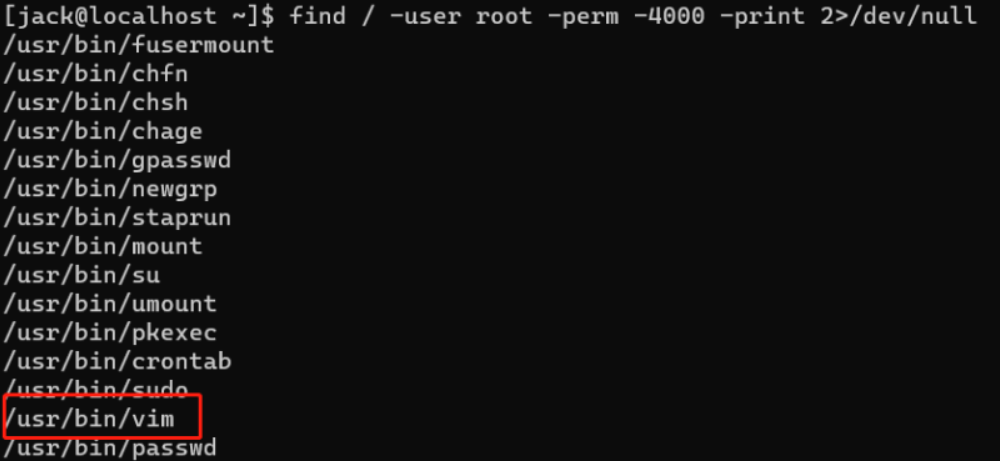 [jack@localhost ~]$ find / -user root -perm -4000 -print 2>/dev/null
/usr/bin/fusermount
/usr/bin/chfn
/usr/bin/chsh
/usr/bin/chage
/usr/bin/gpasswd
/usr/bin/newgrp
/usr/bin/staprun
/usr/bin/mount
/usr/bin/su
/usr/bin/umount
/usr/bin/pkexec
/usr/bin/crontab
/usr/bin/sudo
/usr/bin/vim
/usr/bin/passwd